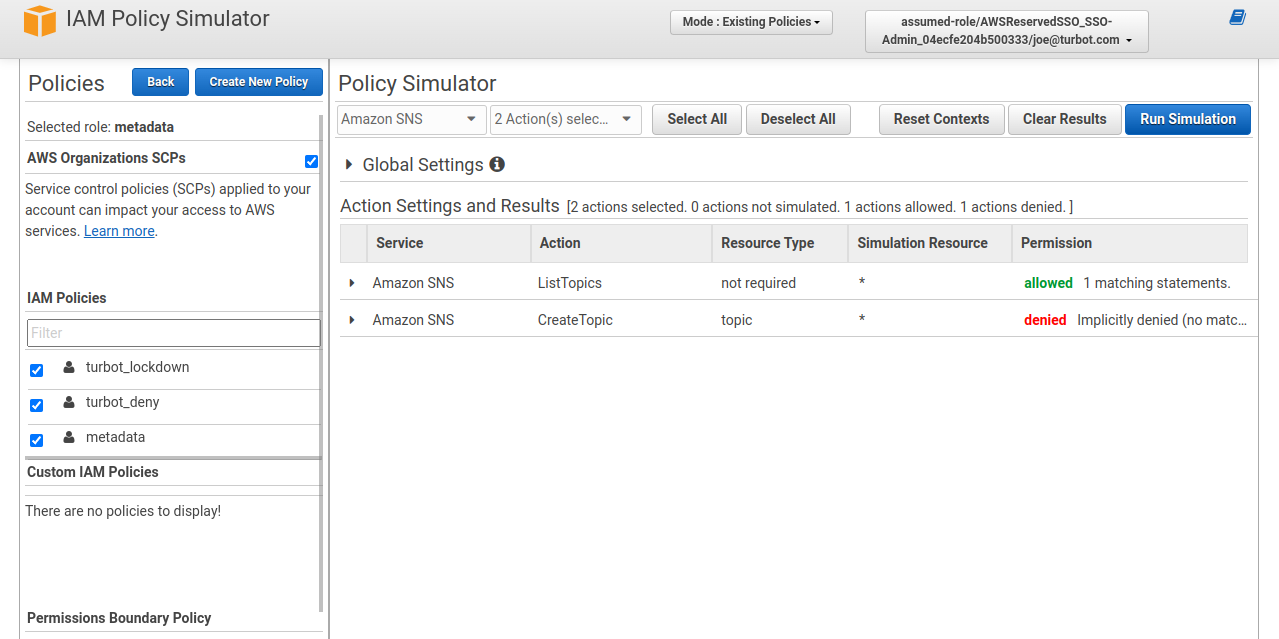 IAM Policy Simulator
Mode : Existing Policies
assumed-role/AWSReservedSSO_SSO-
Admin_04ecfe204b500333/joe@turbot.com
Policies
Back
Create New Policy
Selected role: metadata
AWS Organizations SCPs
Service control policies (SCPs) applied to your
account can impact your access to AWS
services. Learn more.
IAM Policies
Filter
turbot_lockdown
turbot_deny
metadata
Custom IAM Policies
There are no policies to display!
Permissions Boundary Policy
Policy Simulator
Amazon SNS
2 Action(s) selec...
Select All
Deselect All
Reset Contexts
Clear Results
Run Simulation
Global Settings
Action Settings and Results [2 actions selected. 0 actions not simulated. 1 actions allowed. 1 actions denied. ]
Service Action Resource Type Simulation Resource Permission
Amazon SNS ListTopics not required * allowed 1 matching statements.
Amazon SNS CreateTopic topic * denied Implicitly denied (no matc...